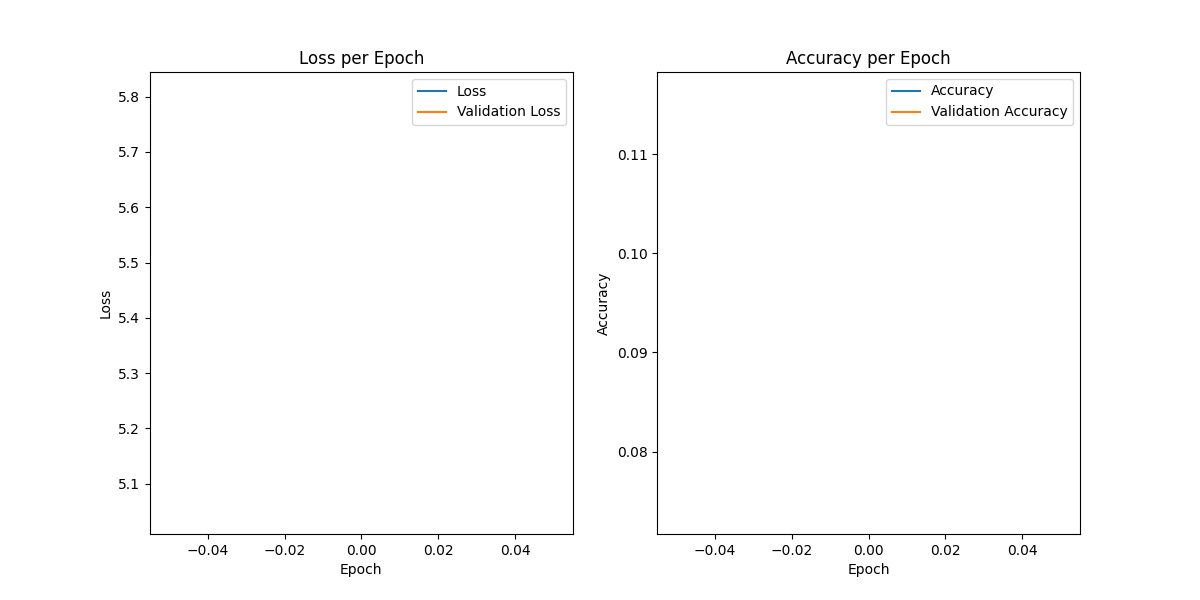 Loss per Epoch
Loss
Validation Loss
5.8
5.7
5.6
5.5
5.4
5.3
5.2
5.1
Loss
−0.04 −0.02 0.00 0.02 0.04
Epoch
Accuracy per Epoch
Accuracy
Validation Accuracy
0.11
0.10
0.09
0.08
Accuracy
−0.04 −0.02 0.00 0.02 0.04
Epoch